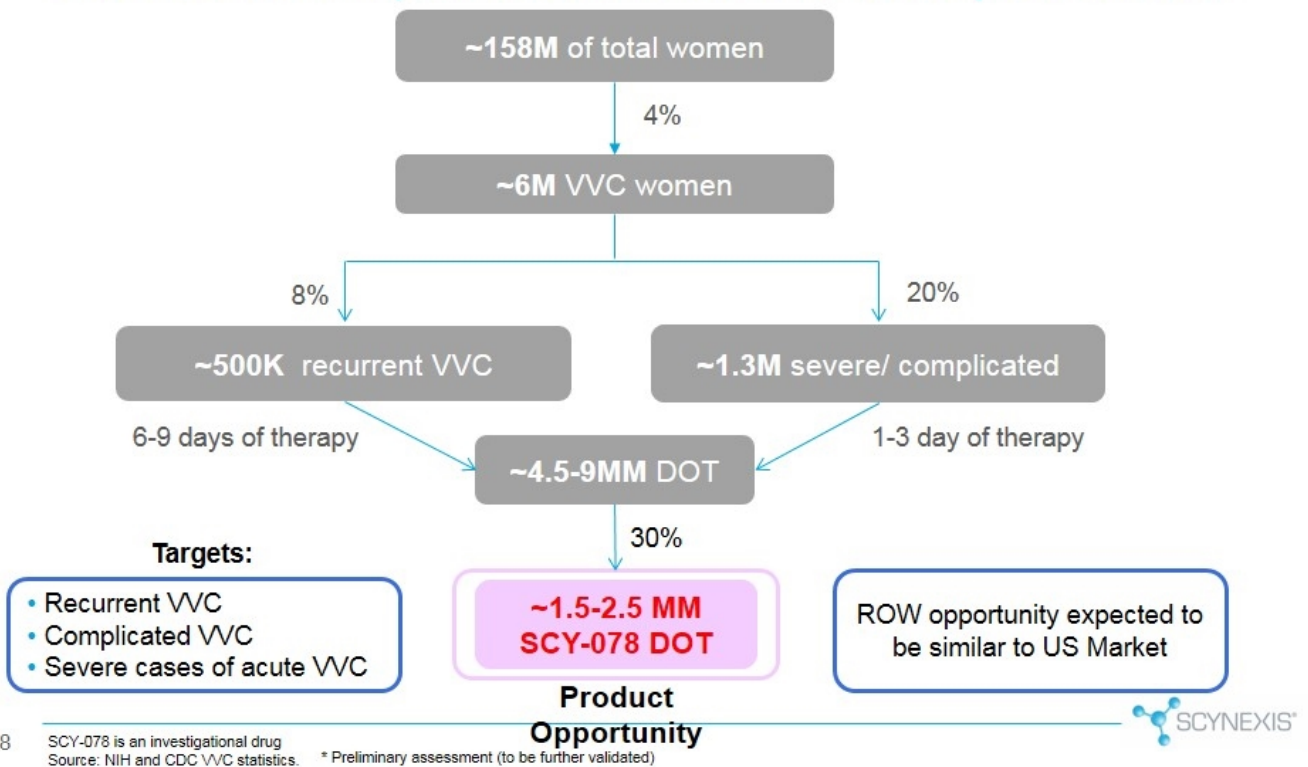 ~158M of total women
4%
~6M VVC women
8%
20%
~500K recurrent VVC
~1.3M severe/ complicated
6-9 days of therapy
1-3 day of therapy
~4.5-9MM DOT
30%
Targets:
• Recurrent VVC
• Complicated VVC
• Severe cases of acute VVC
~1.5-2.5 MM
SCY-078 DOT
Product
Opportunity
ROW opportunity expected to
be similar to US Market
8
SCY-078 is an investigational drug
Source: NIH and CDC VVC statistics.
* Preliminary assessment (to be further validated)
SCYNEXIS®